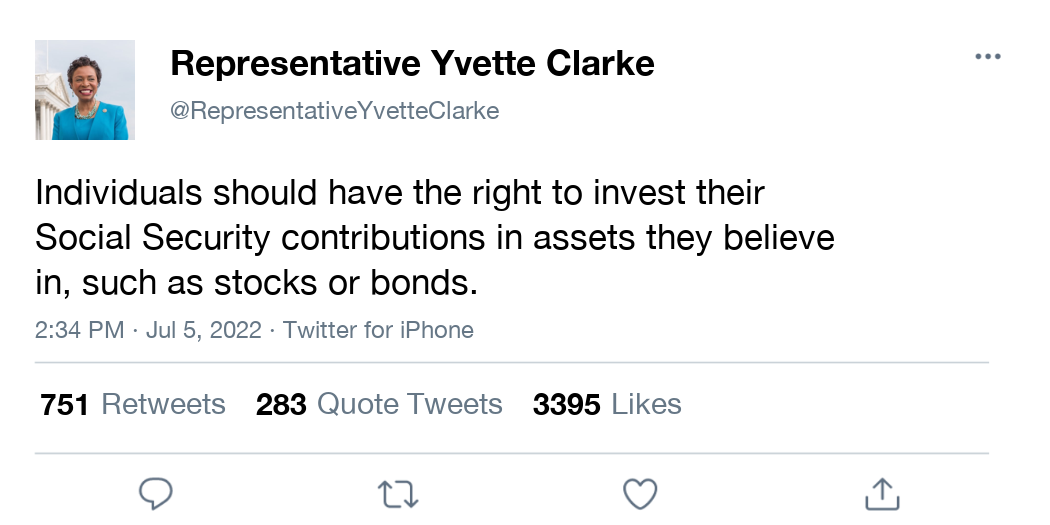 Representative Yvette Clarke
@RepresentativeYvetteClarke
Individuals should have the right to invest their
Social Security contributions in assets they believe
in, such as stocks or bonds.
2:34 PM · Jul 5, 2022 · Twitter for iPhone
751 Retweets 283 Quote Tweets 3395 Likes